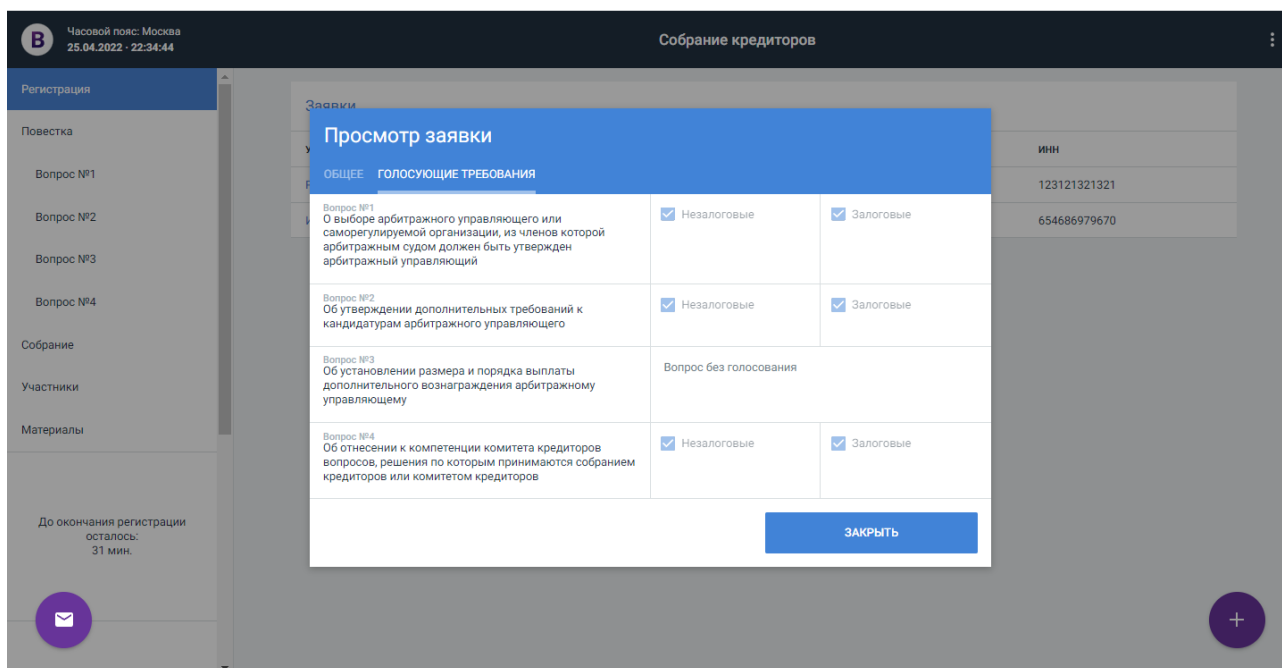 B
Часовой пояс: Москва
25.04.2022 · 22:34:44
Собрание кредиторов
Регистрация
Повестка
Вопрос №1
Вопрос №2
Вопрос №3
Вопрос №4
Собрание
Участники
Материалы
До окончания регистрации
осталось:
31 мин.
Заявки
ИНН
123121321321
654686979670
Просмотр заявки
ОБЩЕЕ ГОЛОСУЮЩИЕ ТРЕБОВАНИЯ
Вопрос №1
О выборе арбитражного управляющего или
саморегулируемой организации, из членов которой
арбитражным судом должен быть утвержден
арбитражный управляющий
Незалоговые
Залоговые
Вопрос №2
Об утверждении дополнительных требований к
кандидатурам арбитражного управляющего
Незалоговые
Залоговые
Вопрос №3
Об установлении размера и порядка выплаты
дополнительного вознаграждения арбитражному
управляющему
Вопрос без голосования
Вопрос №4
Об отнесении к компетенции комитета кредиторов
вопросов, решения по которым принимаются собранием
кредиторов или комитетом кредиторов
Незалоговые
Залоговые
ЗАКРЫТЬ